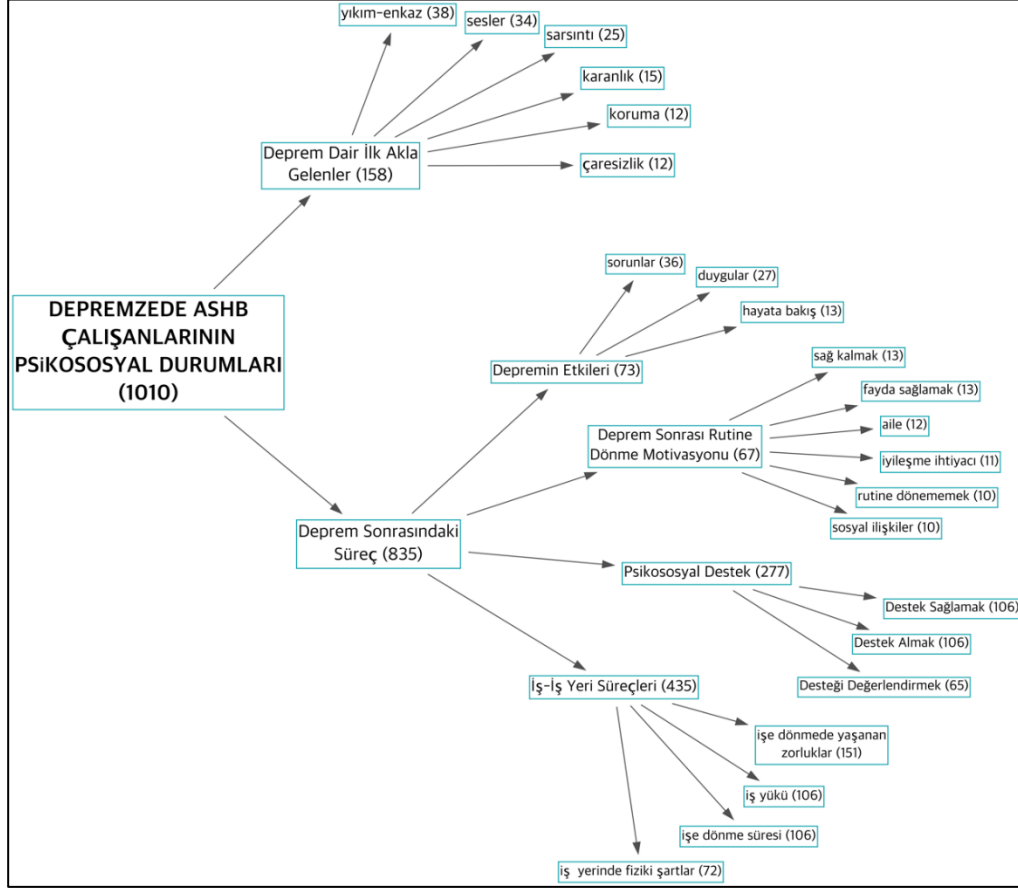 yıkım-enkaz (38)
sesler (34)
sarsıntı (25)
karanlık (15)
koruma (12)
çaresizlik (12)
Deprem Dair İlk Akla
Gelenler (158)
DEPREMZEDE ASHB
ÇALIŞANLARININ
PSiKOSOSYAL DURUMLARI
(1010)
sorunlar (36)
duygular (27)
hayata bakış (13)
Depremin Etkileri (73)
sağ kalmak (13)
fayda sağlamak (13)
aile (12)
iyileşme ihtiyacı (11)
rutine dönememek (10)
sosyal ilişkiler (10)
Deprem Sonrası Rutine
Dönme Motivasyonu (67)
Deprem Sonrasındaki
Süreç (835)
Psikososyal Destek (277)
Destek Sağlamak (106)
Destek Almak (106)
Desteği Değerlendirmek (65)
İş-İş Yeri Süreçleri (435)
işe dönmede yaşanan
zorluklar (151)
iş yükü (106)
işe dönme süresi (106)
iş yerinde fiziki şartlar (72)